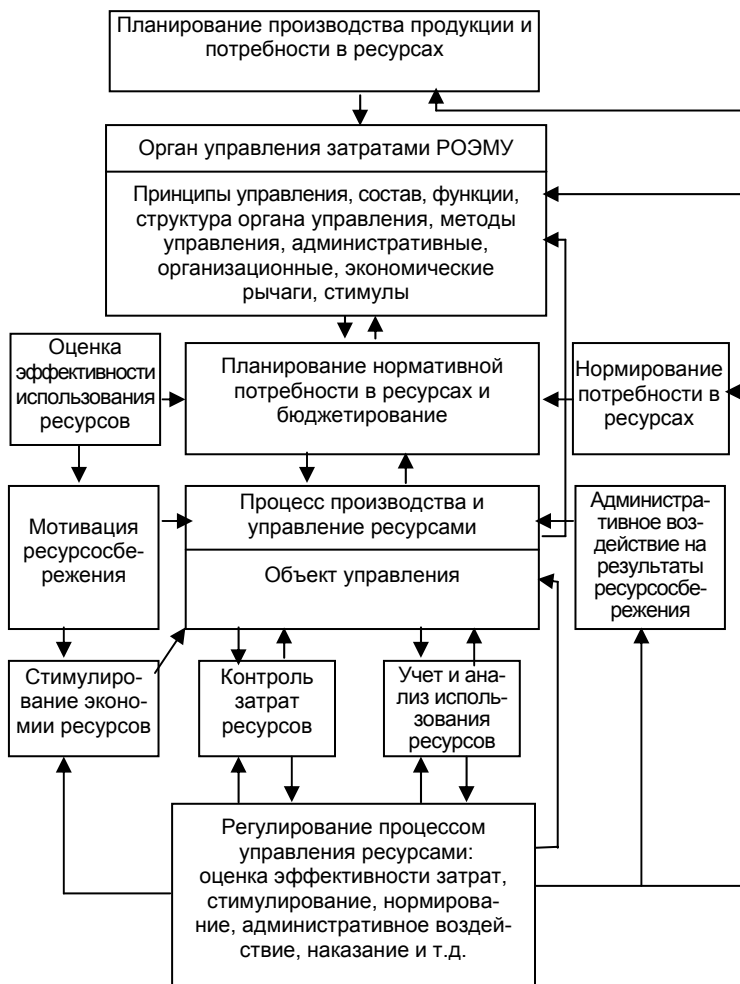 Планирование производства продукции и
потребности в ресурсах
Орган управления затратами РОЭМУ
Принципы управления, состав, функции,
структура органа управления, методы
управления, административные,
организационные, экономические
рычаги, стимулы
Оценка
эффективности
использования
ресурсов
Планирование нормативной
потребности в ресурсах и
бюджетирование
Нормирование
потребности в
ресурсах
Мотивация
ресурсосбе-
режения
Процесс производства и
управление ресурсами
Объект управления
Административное воз-
действие на
результаты
ресурсосбе-
режения
Стимулиро-
вание эконо-
мии ресурсов
Контроль
затрат
ресурсов
Учет и ана-
лиз исполь-
зования
ресурсов
Регулирование процессом
управления ресурсами:
оценка эффективности затрат,
стимулирование, нормирова-
ние, административное воздей-
ствие, наказание и т.д.